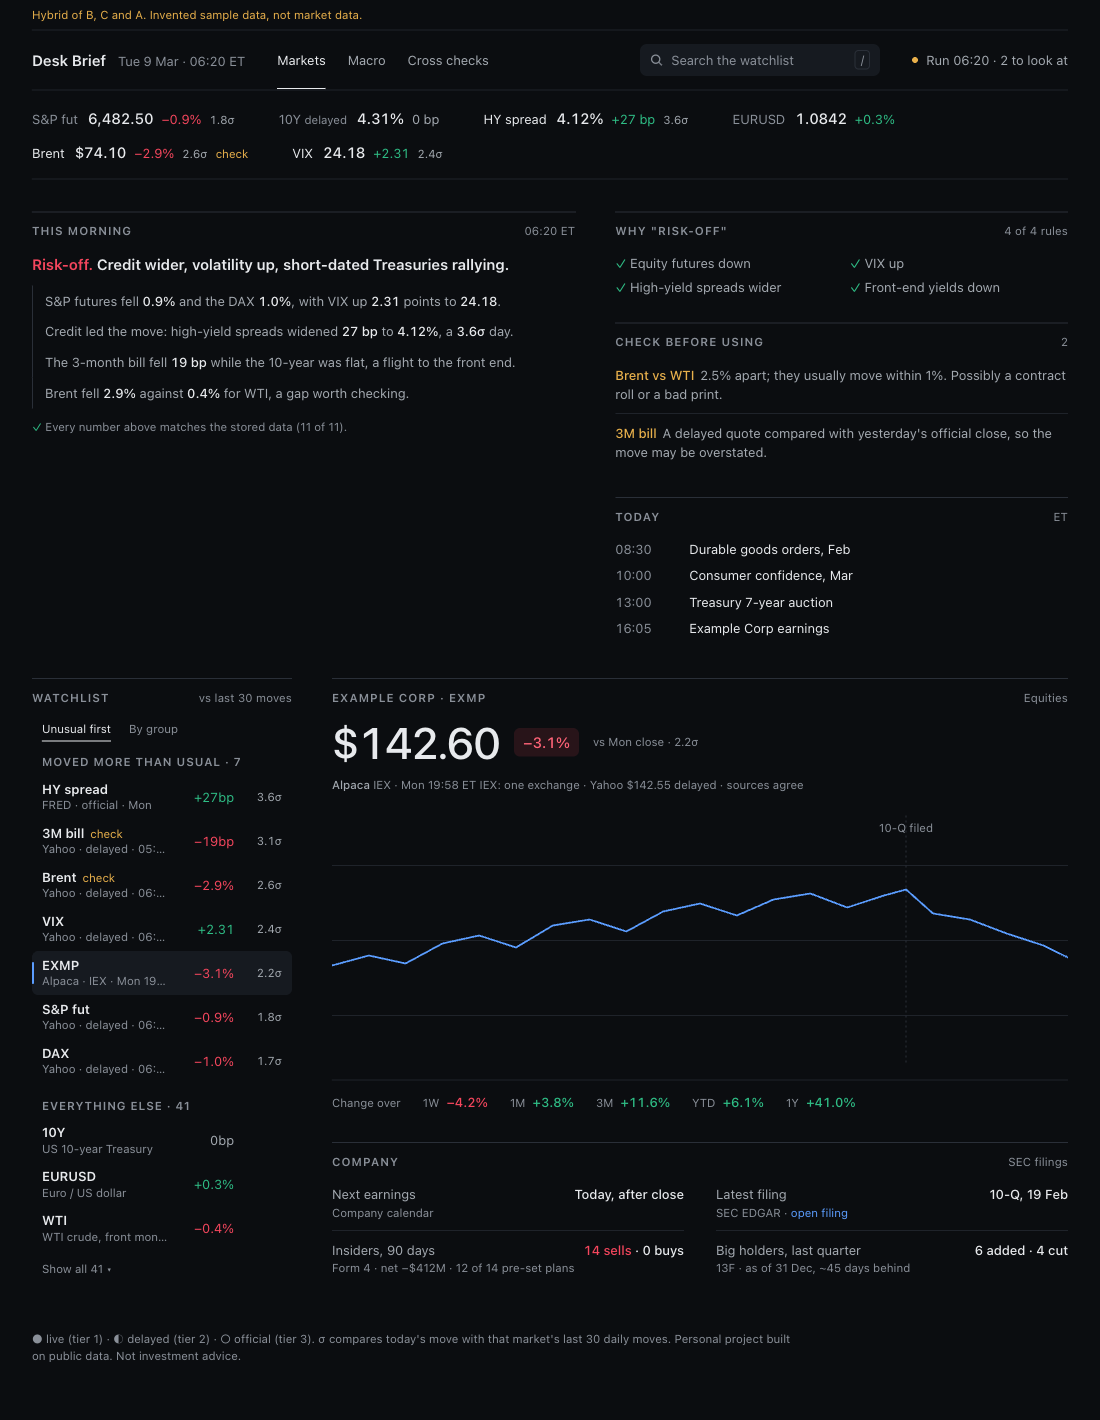 Hybrid of B, C and A. Invented sample data, not market data.
Desk Brief Tue 9 Mar · 06:20 ET Markets Macro Cross checks Search the watchlist / Run 06:20 · 2 to look at
S&P fut 6,482.50 −0.9% 1.8σ 10Y delayed 4.31% 0 bp HY spread 4.12% +27 bp 3.6σ EURUSD 1.0842 +0.3%
Brent $74.10 −2.9% 2.6σ check VIX 24.18 +2.31 2.4σ
THIS MORNING 06:20 ET
Risk-off. Credit wider, volatility up, short-dated Treasuries rallying.
S&P futures fell 0.9% and the DAX 1.0%, with VIX up 2.31 points to 24.18.
Credit led the move: high-yield spreads widened 27 bp to 4.12%, a 3.6σ day.
The 3-month bill fell 19 bp while the 10-year was flat, a flight to the front end.
Brent fell 2.9% against 0.4% for WTI, a gap worth checking.
✓ Every number above matches the stored data (11 of 11).
WHY "RISK-OFF" 4 of 4 rules
✓ Equity futures down ✓ VIX up
✓ High-yield spreads wider ✓ Front-end yields down
CHECK BEFORE USING 2
Brent vs WTI 2.5% apart; they usually move within 1%. Possibly a contract
roll or a bad print.
3M bill A delayed quote compared with yesterday's official close, so the
move may be overstated.
TODAY ET
08:30 Durable goods orders, Feb
10:00 Consumer confidence, Mar
13:00 Treasury 7-year auction
16:05 Example Corp earnings
WATCHLIST vs last 30 moves
Unusual first By group
MOVED MORE THAN USUAL · 7
HY spread +27bp 3.6σ
FRED · official · Mon
3M bill check −19bp 3.1σ
Yahoo · delayed · 05:...
Brent check −2.9% 2.6σ
Yahoo · delayed · 06:...
VIX +2.31 2.4σ
Yahoo · delayed · 06:...
EXMP −3.1% 2.2σ
Alpaca · IEX · Mon 19...
S&P fut −0.9% 1.8σ
Yahoo · delayed · 06:...
DAX −1.0% 1.7σ
Yahoo · delayed · 06:...
EVERYTHING ELSE · 41
10Y 0bp
US 10-year Treasury
EURUSD +0.3%
Euro / US dollar
WTI −0.4%
WTI crude, front mon...
Show all 41
EXAMPLE CORP · EXMP Equities
$142.60 −3.1% vs Mon close · 2.2σ
Alpaca IEX · Mon 19:58 ET IEX: one exchange · Yahoo $142.55 delayed · sources agree
10-Q filed
Change over 1W −4.2% 1M +3.8% 3M +11.6% YTD +6.1% 1Y +41.0%
COMPANY SEC filings
Next earnings Today, after close
Company calendar
Latest filing 10-Q, 19 Feb
SEC EDGAR · open filing
Insiders, 90 days 14 sells · 0 buys
Form 4 · net −$412M · 12 of 14 pre-set plans
Big holders, last quarter 6 added · 4 cut
13F · as of 31 Dec, ~45 days behind
● live (tier 1) · ◐ delayed (tier 2) · ○ official (tier 3). σ compares today's move with that market's last 30 daily moves. Personal project built
on public data. Not investment advice.